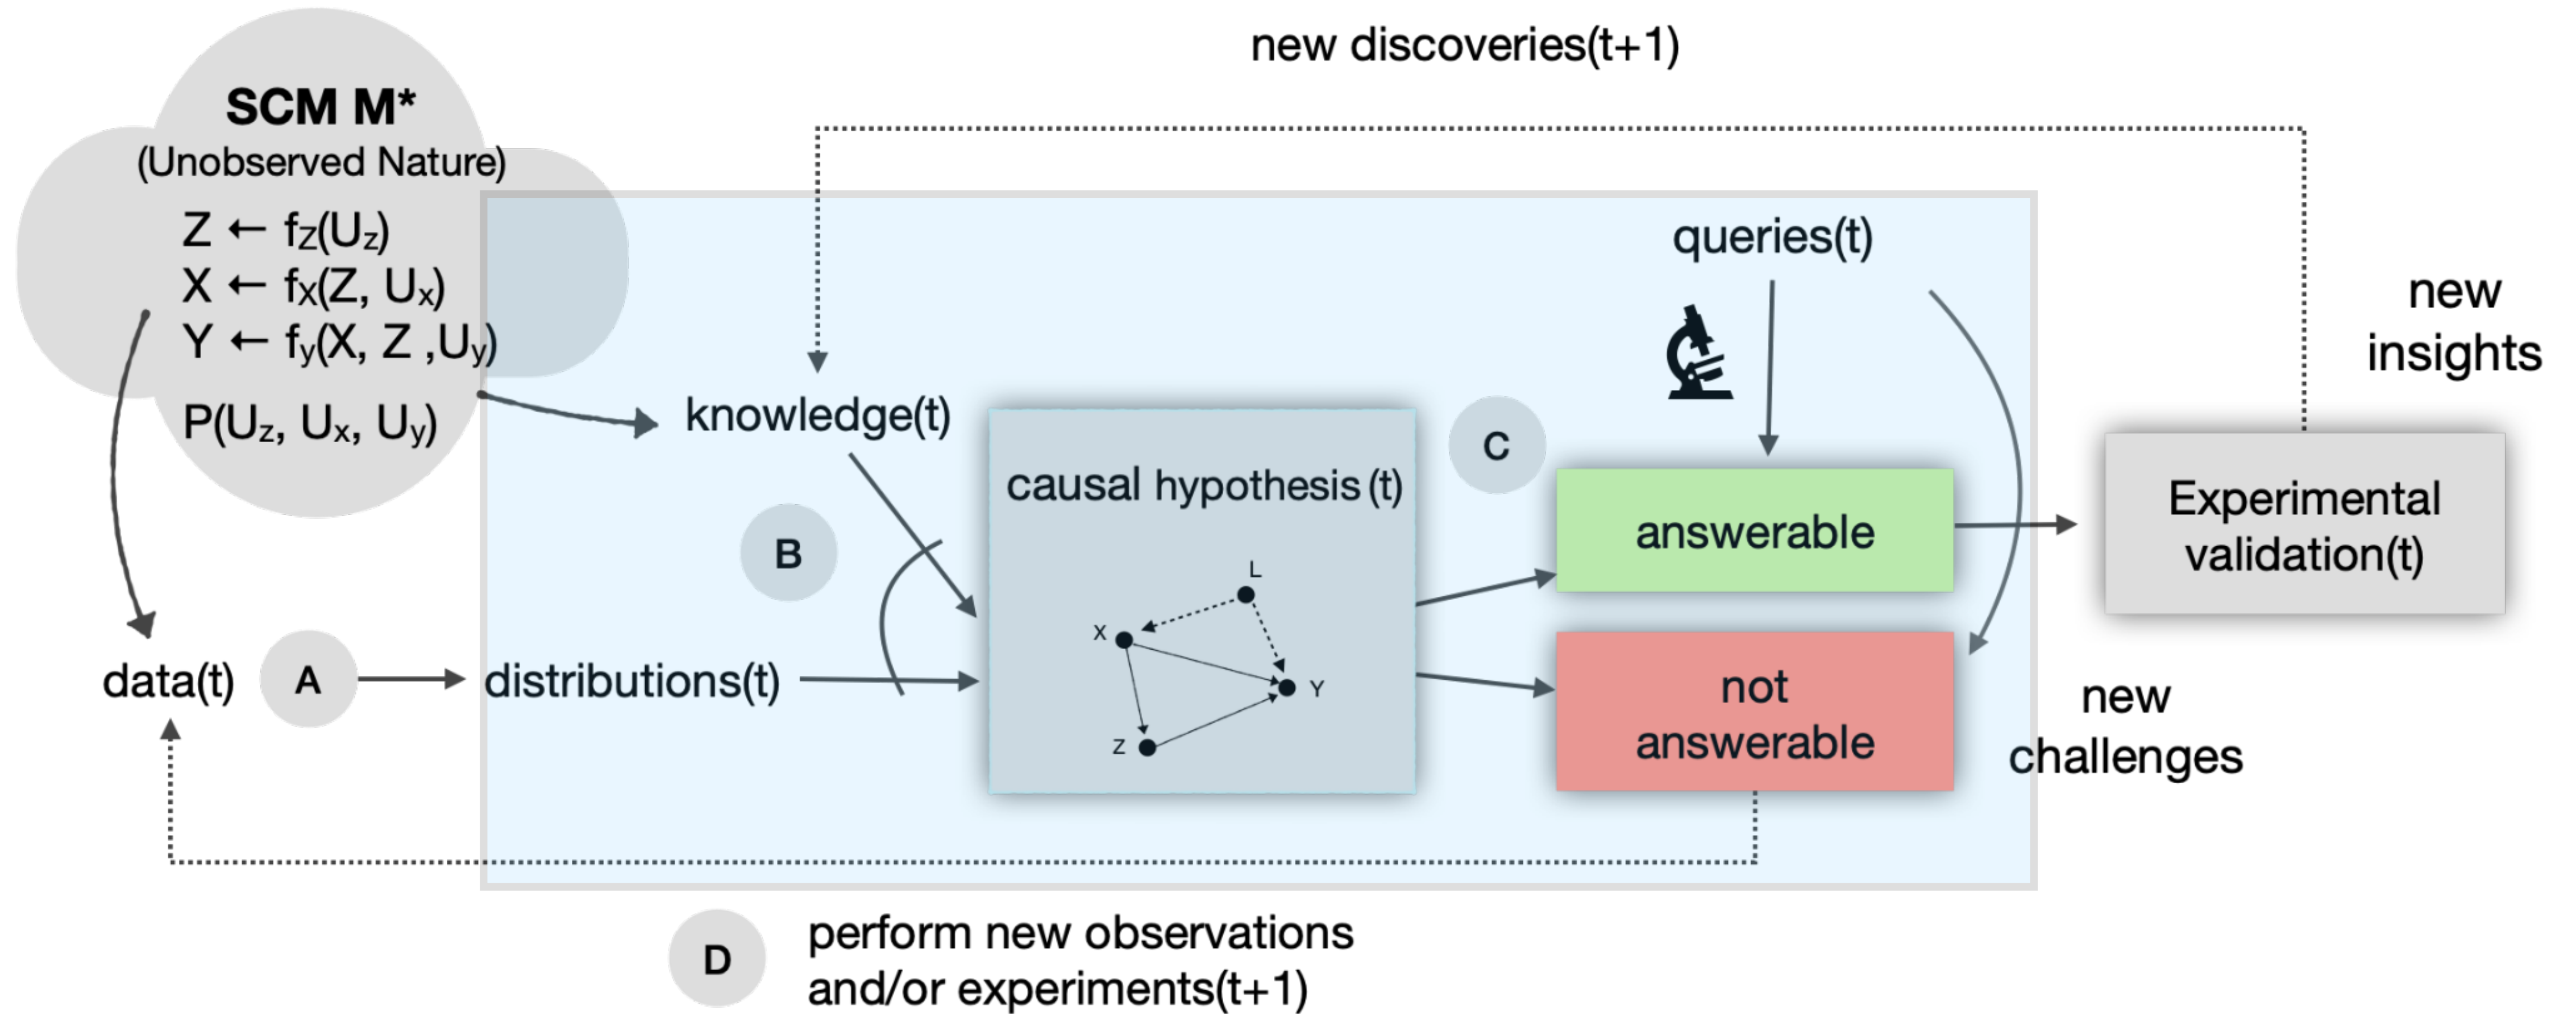 new discoveries(t+1)
SCM M*
(Unobserved Nature)
Z ← fZ(Uz)
X ← fX(Z, Ux)
Y ← fy(X, Z ,Uy)
P(Uz, Ux, Uy)
queries(t)
new
insights
knowledge(t)
causal hypothesis (t)
C
answerable
Experimental
validation(t)
B
L
X
Y
Z
data(t)
A
distributions(t)
not
answerable
new
challenges
D
perform new observations
and/or experiments(t+1)